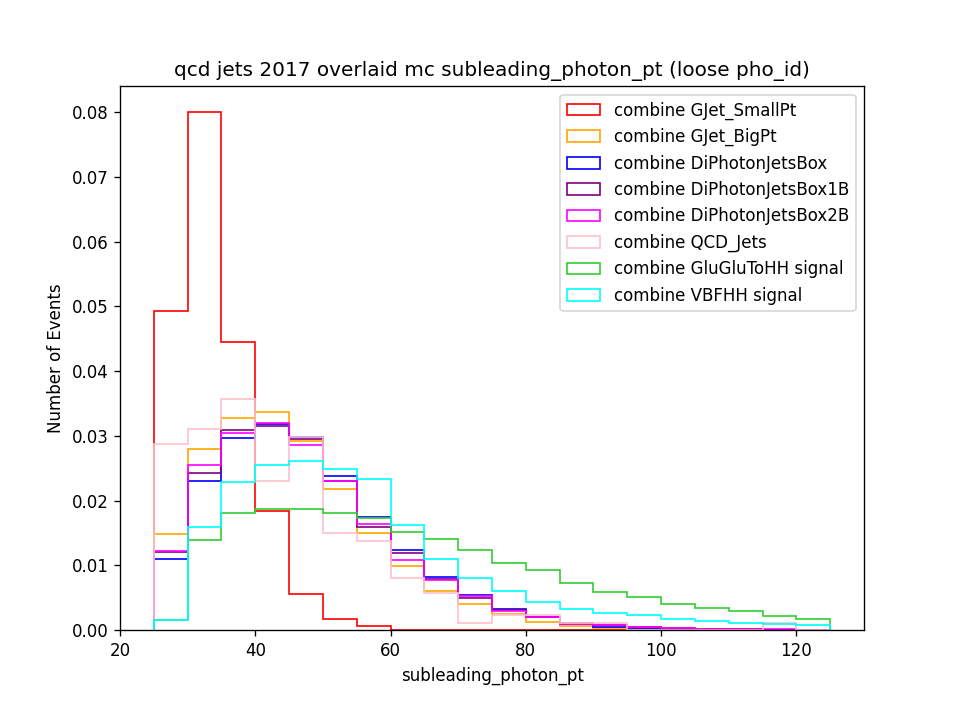 qcd jets 2017 overlaid mc subleading_photon_pt (loose pho_id)
combine GJet_SmallPt
combine GJet_BigPt
combine DiPhotonJetsBox
combine DiPhotonJetsBox1B
combine DiPhotonJetsBox2B
combine QCD_Jets
combine GluGluToHH signal
combine VBFHH signal
Number of Events
0.08
0.07
0.06
0.05
0.04
0.03
0.02
0.01
0.00
20 40 60 80 100 120
subleading_photon_pt